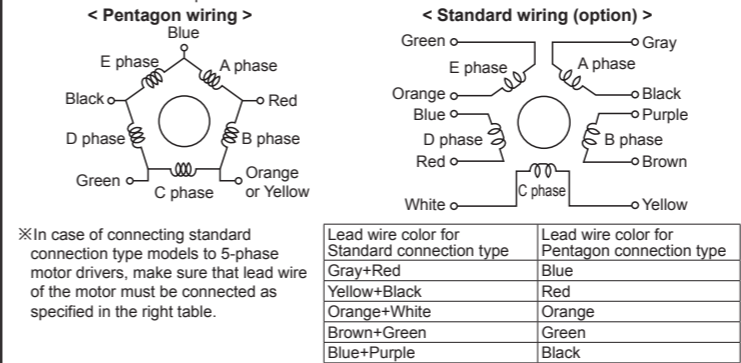 < Pentagon wiring >
Blue
E phase
A phase
Black
Red
D phase
B phase
Green
C phase
Orange
or Yellow
< Standard wiring (option) >
Green
Gray
E phase
A phase
Orange
Black
Blue
Purple
D phase
B phase
Red
Brown
C phase
White
Yellow
※In case of connecting standard
connection type models to 5-phase
motor drivers, make sure that lead wire
of the motor must be connected as
specified in the right table.
Lead wire color for
Standard connection type
Lead wire color for
Pentagon connection type
Gray+Red
Blue
Yellow+Black
Red
Orange+White
Orange
Brown+Green
Green
Blue+Purple
Black